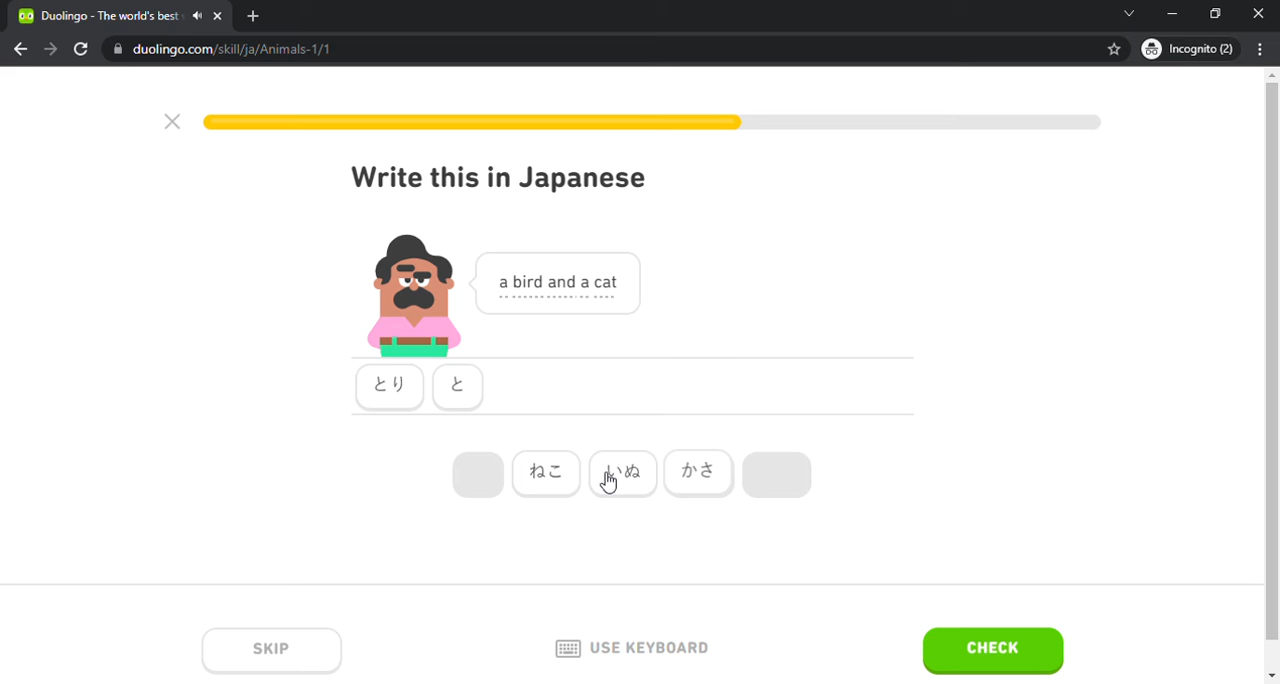 Duolingo - The world's best
duolingo.com/skill/ja/Animals-1/1
Incognito (2)
Write this in Japanese
a bird and a cat
とり と
ねこ いぬ かさ
SKIP
USE KEYBOARD
CHECK